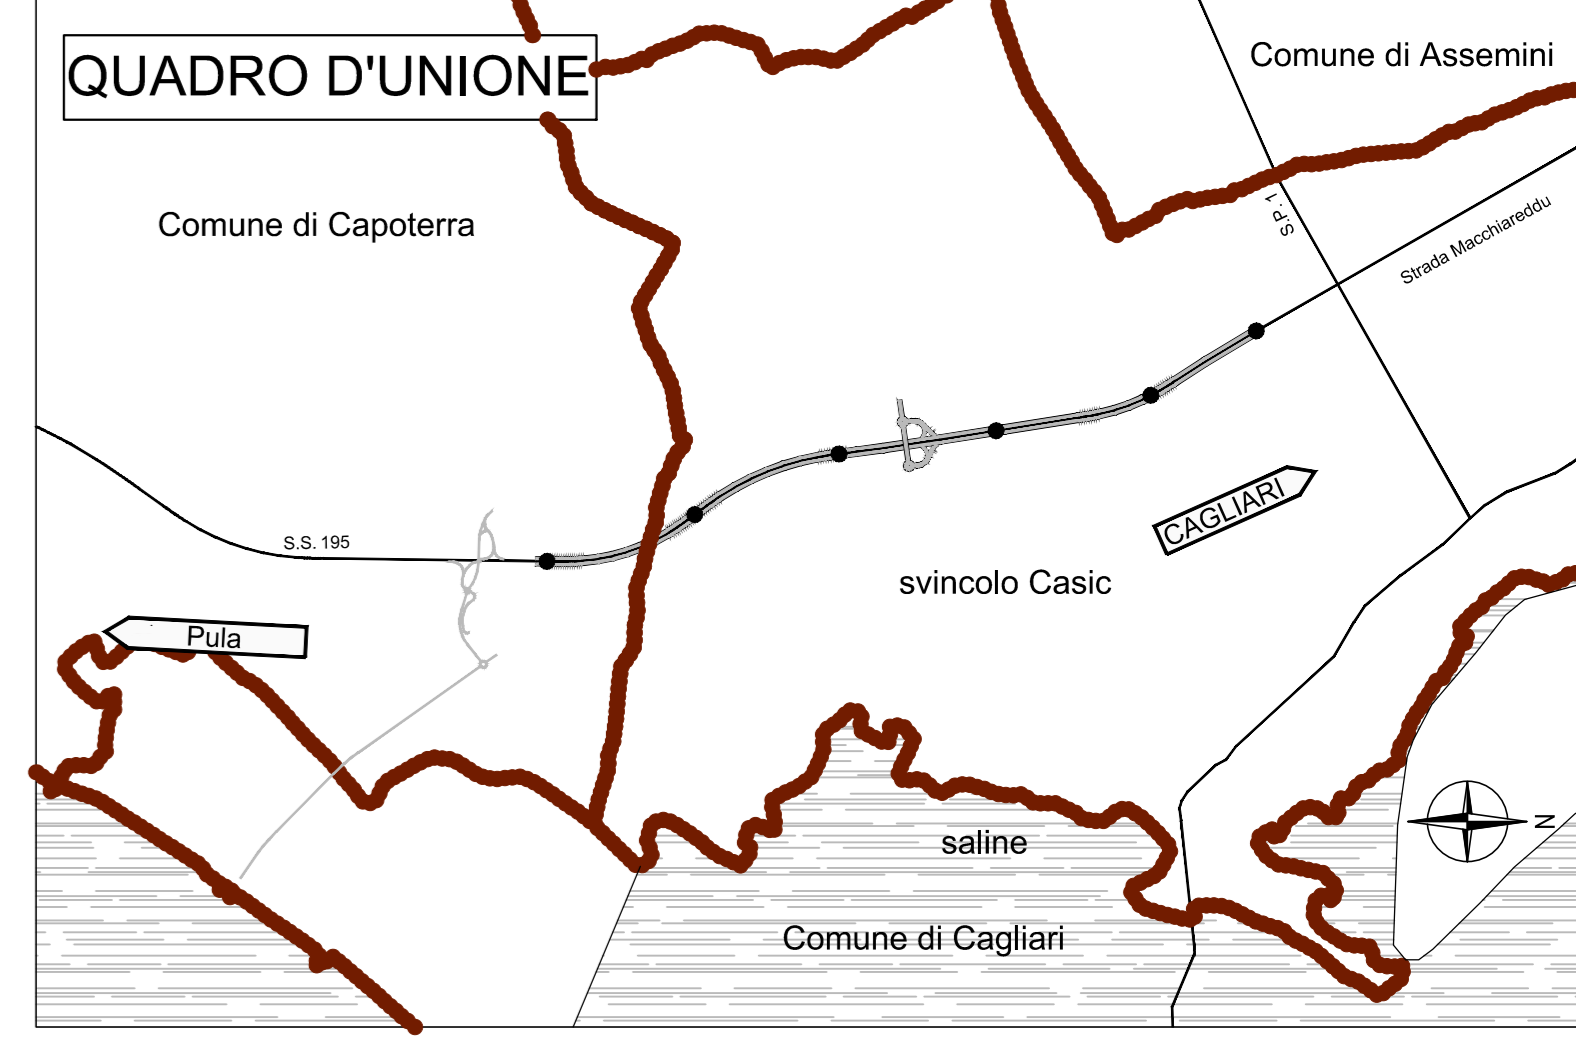 QUADRO D'UNIONE
Comune di Assemini
Comune di Capoterra
S.P. 1
Strada Macchiareddu
CAGLIARI
S.S. 195
svincolo Casic
Pula
saline
N
Comune di Cagliari